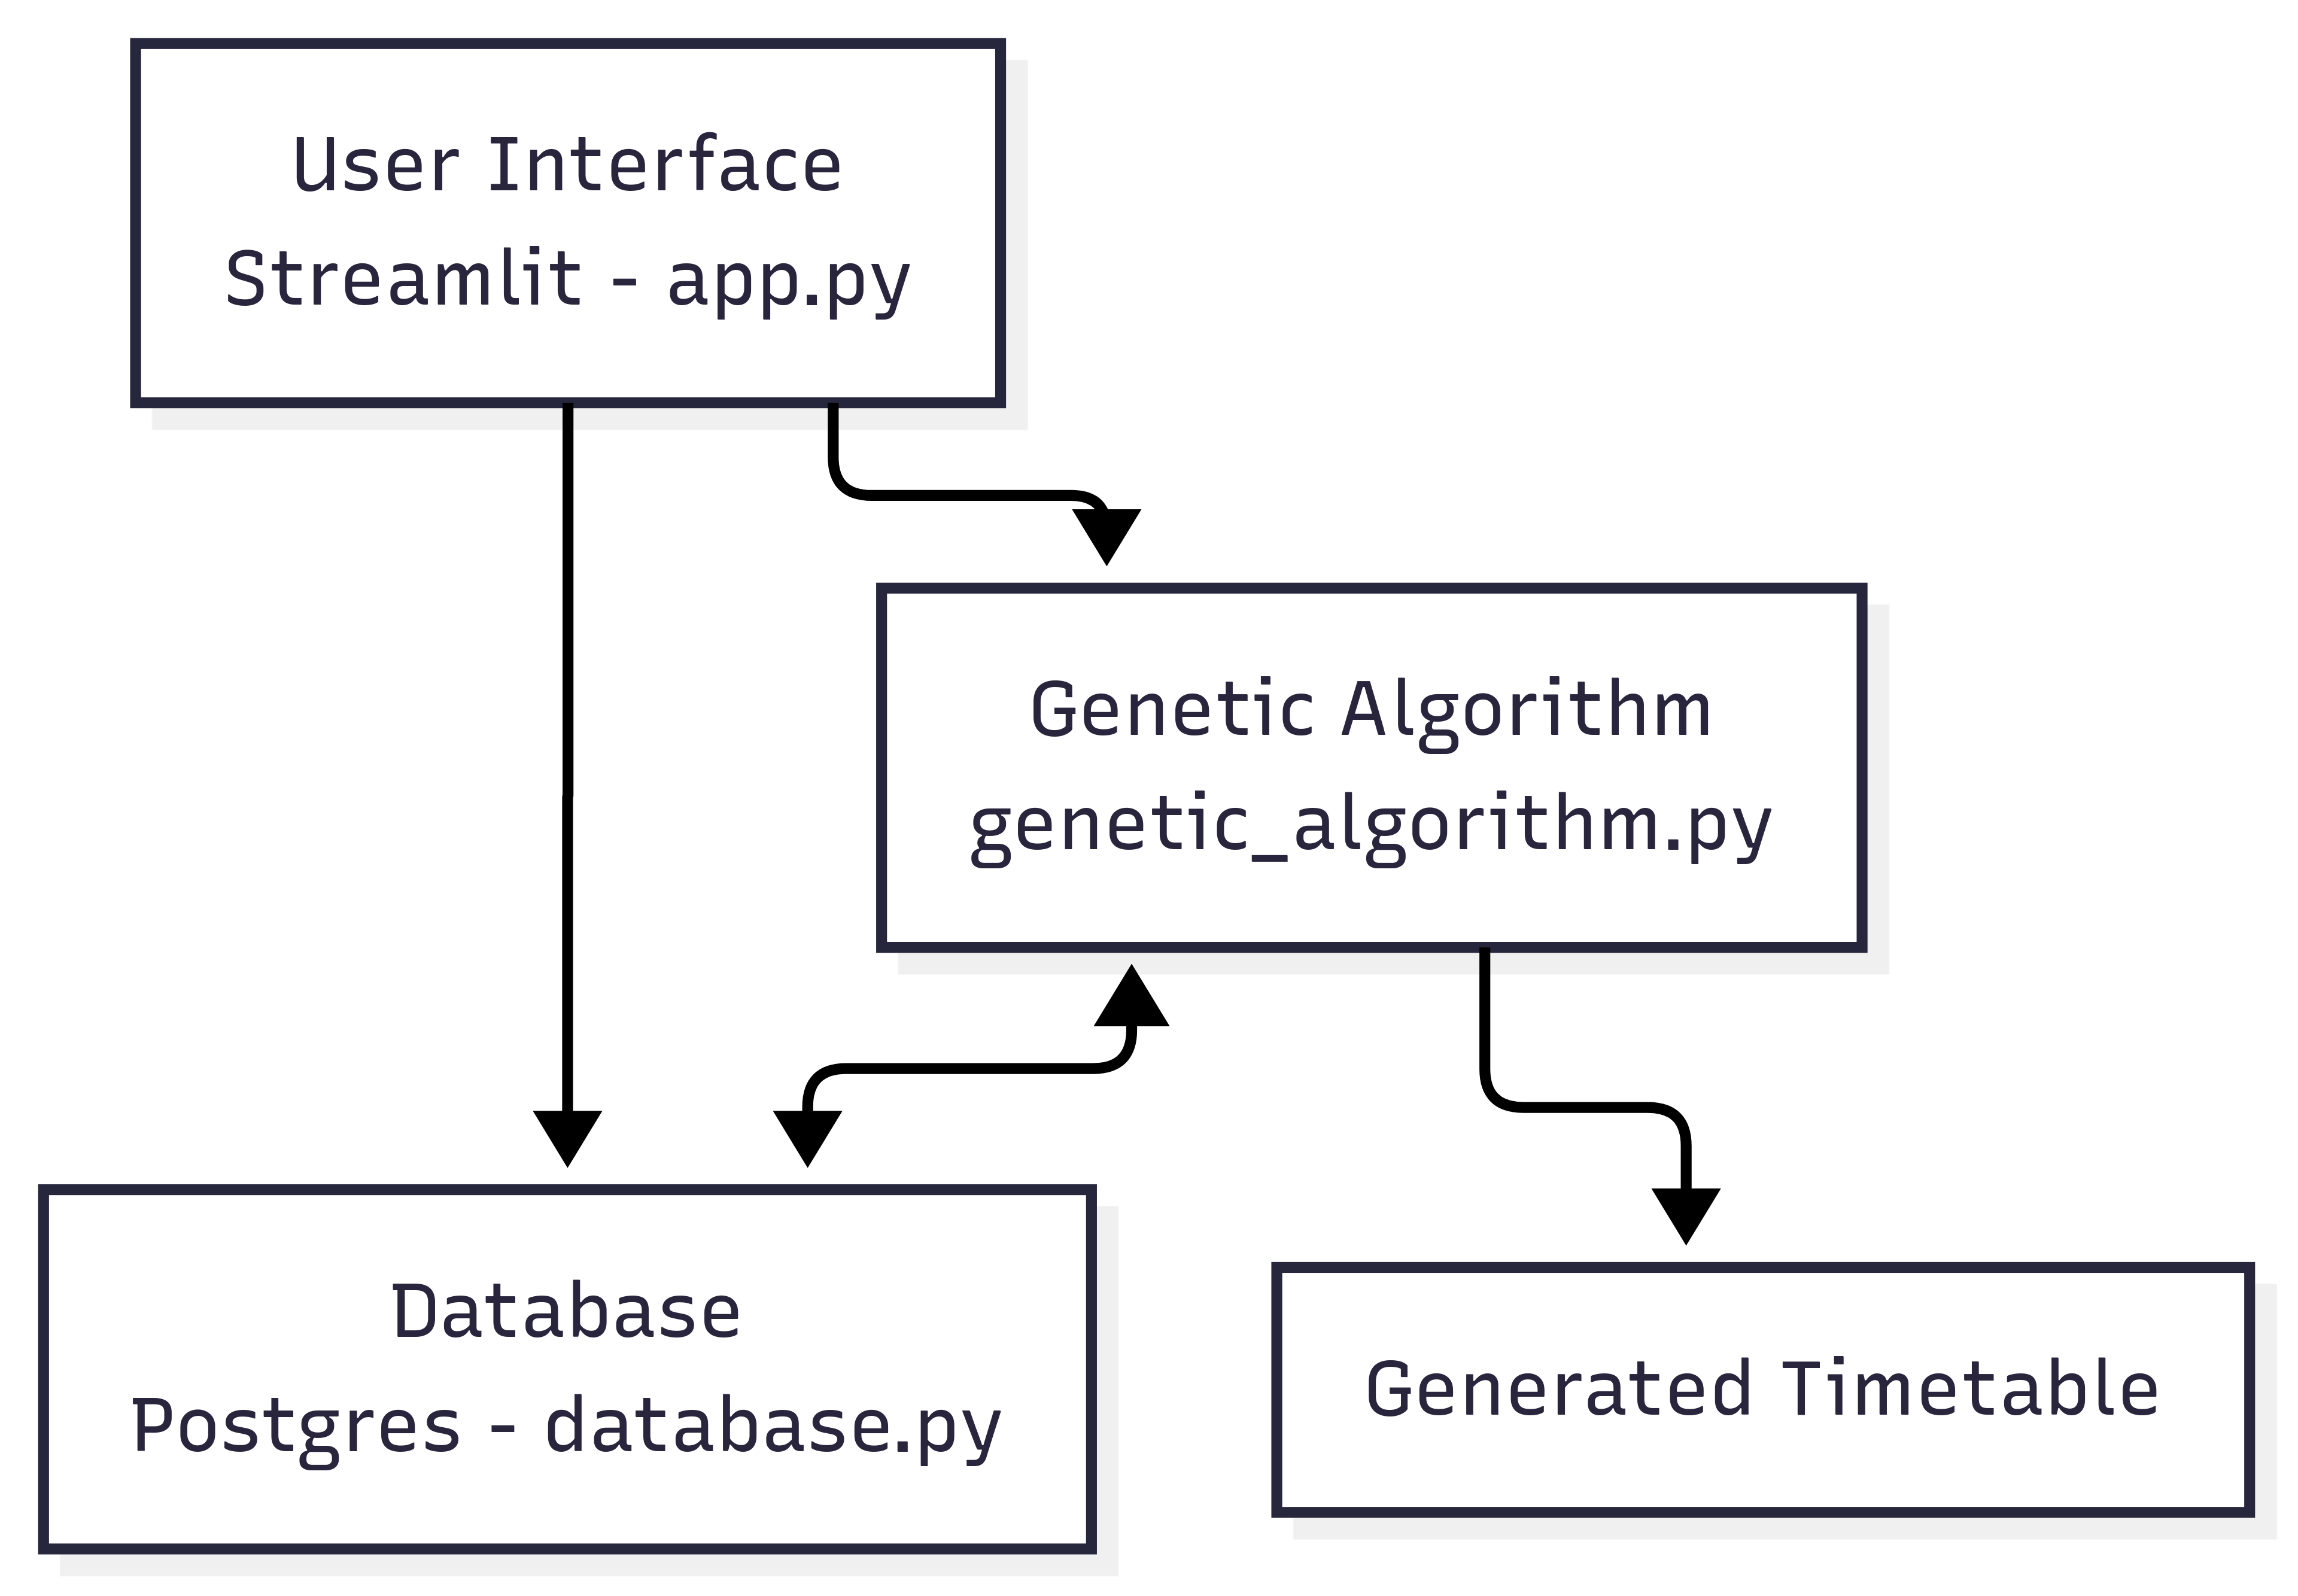 User Interface
Streamlit - app.py
Genetic Algorithm
genetic_algorithm.py
Database
Postgres - database.py
Generated Timetable